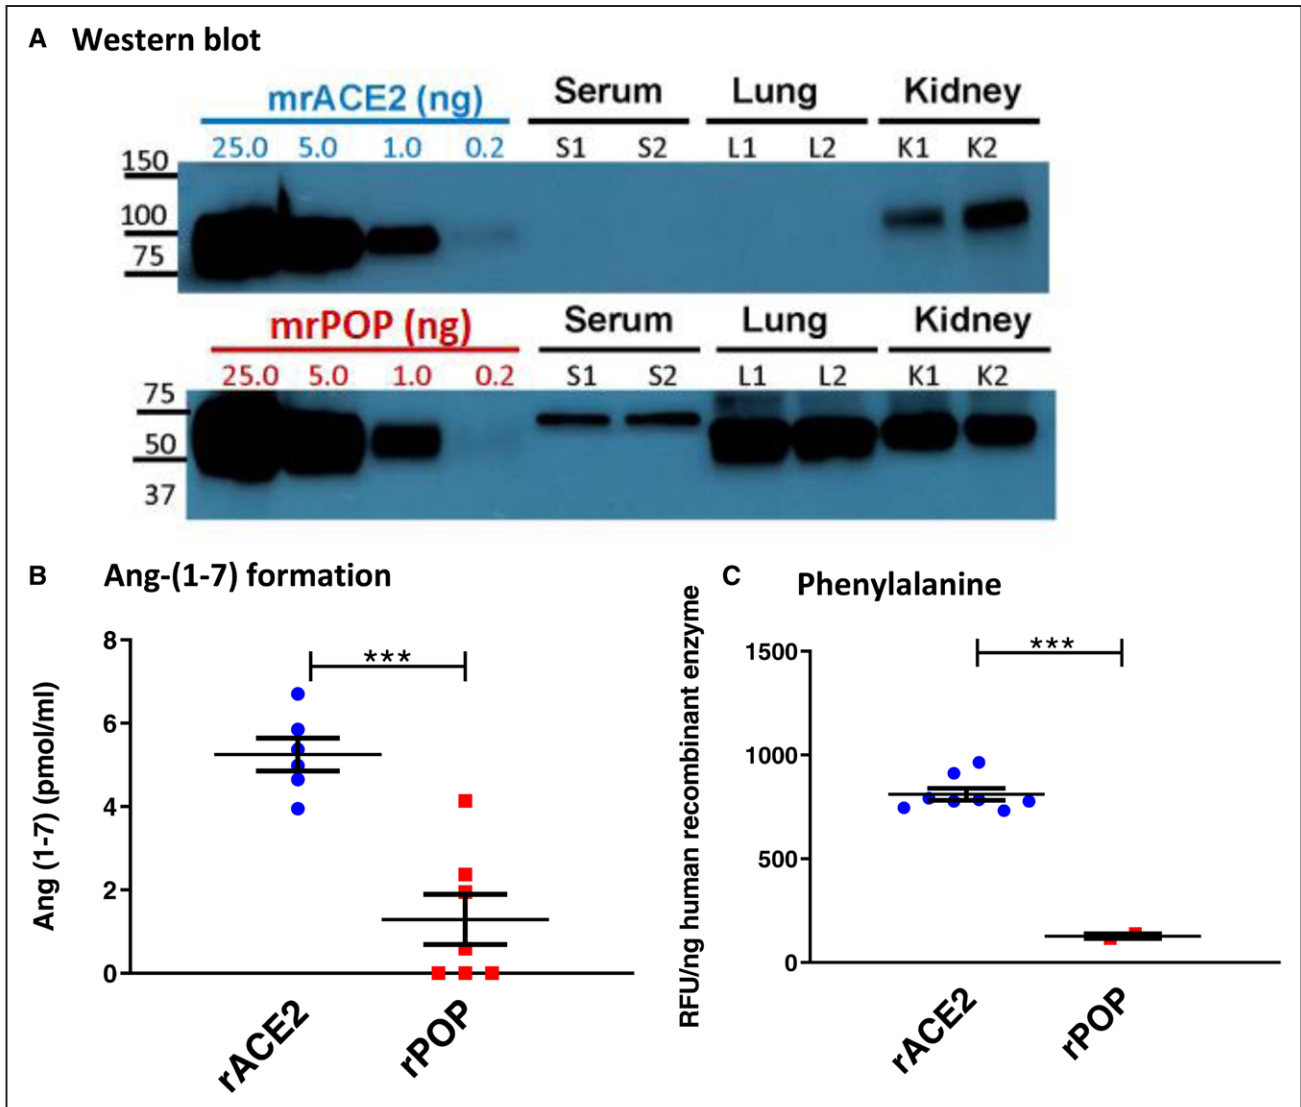 A Western blot
mrACE2 (ng) Serum Lung Kidney
25.0 5.0 1.0 0.2 S1 S2 L1 L2 K1 K2
150
100
75
mrPOP (ng) Serum Lung Kidney
25.0 5.0 1.0 0.2 S1 S2 L1 L2 K1 K2
75
50
37
B Ang-(1-7) formation
Ang (1-7) (pmol/ml)
8
6
4
2
0
***
rACE2 rPOP
C Phenylalanine
RFU/ng human recombinant enzyme
1500
1000
500
0
***
rACE2 rPOP